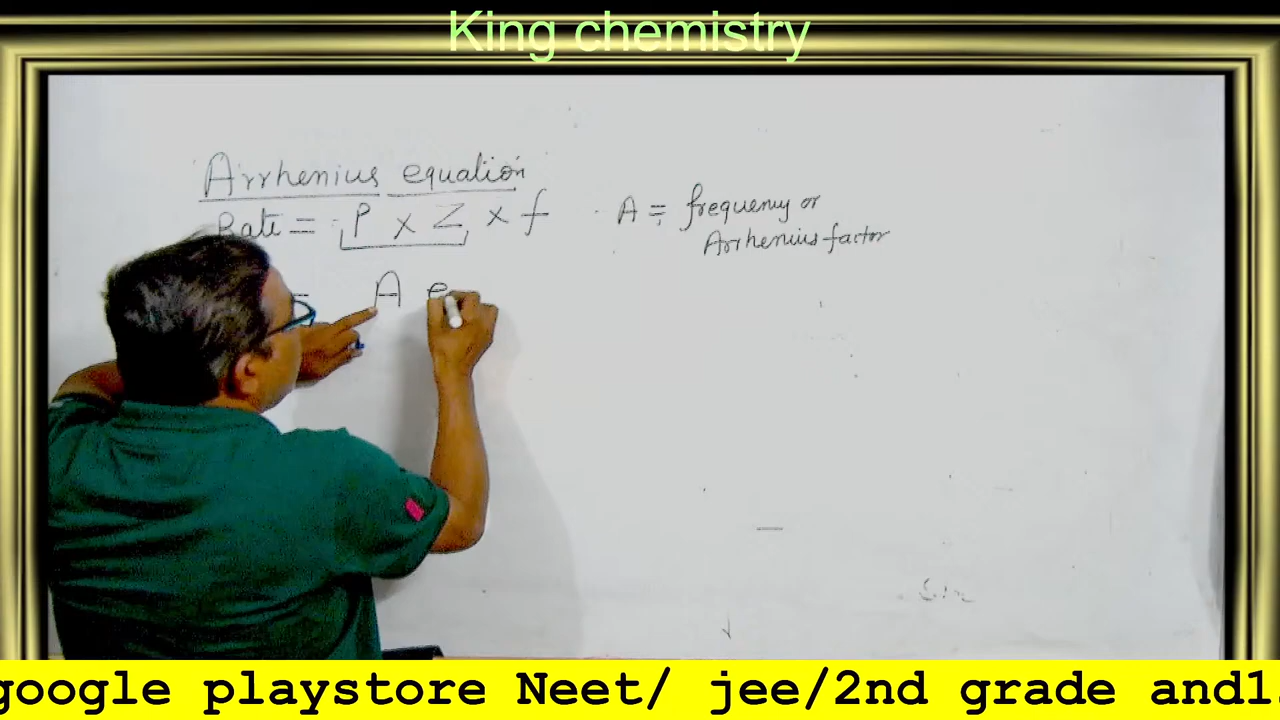 King chemistry
Arrhenius equation
Rate = P x Z x f
A = frequency or
Arrhenius factor
= A e
google playstore Neet/ jee/2nd grade and1